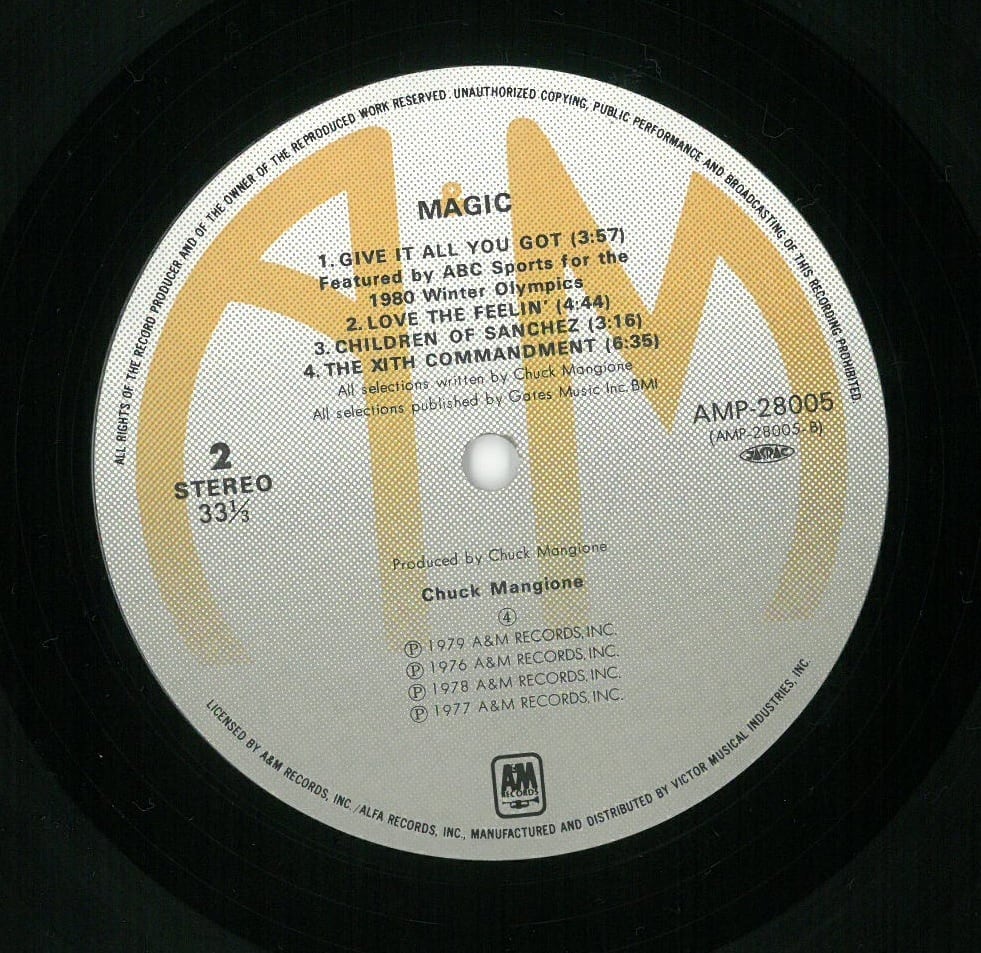 ALL RIGHTS OF THE RECORD PRODUCER AND OF THE OWNER OF THE REPRODUCED WORK RESERVED. UNAUTHORIZED COPYING, PUBLIC PERFORMANCE AND BROADCASTING OF THIS RECORDING PROHIBITED
MAGIC
1. GIVE IT ALL YOU GOT (3:57)
Featured by ABC Sports for the
1980 Winter Olympics
2. LOVE THE FEELIN' (4:44)
3. CHILDREN OF SANCHEZ (3:16)
4. THE XITH COMMANDMENT (6:35)
All selections written by Chuck Mangione
All selections published by Gates Music Inc. BMI
AMP-28005
(AMP-28005-B)
JASRAC
2
STEREO
33⅓
Produced by Chuck Mangione
Chuck Mangione
④
Ⓟ 1979 A&M RECORDS, INC.
Ⓟ 1976 A&M RECORDS, INC.
Ⓟ 1978 A&M RECORDS, INC.
Ⓟ 1977 A&M RECORDS, INC.
A&M
RECORDS
LICENSED BY A&M RECORDS, INC./ALFA RECORDS, INC., MANUFACTURED AND DISTRIBUTED BY VICTOR MUSICAL INDUSTRIES, INC.